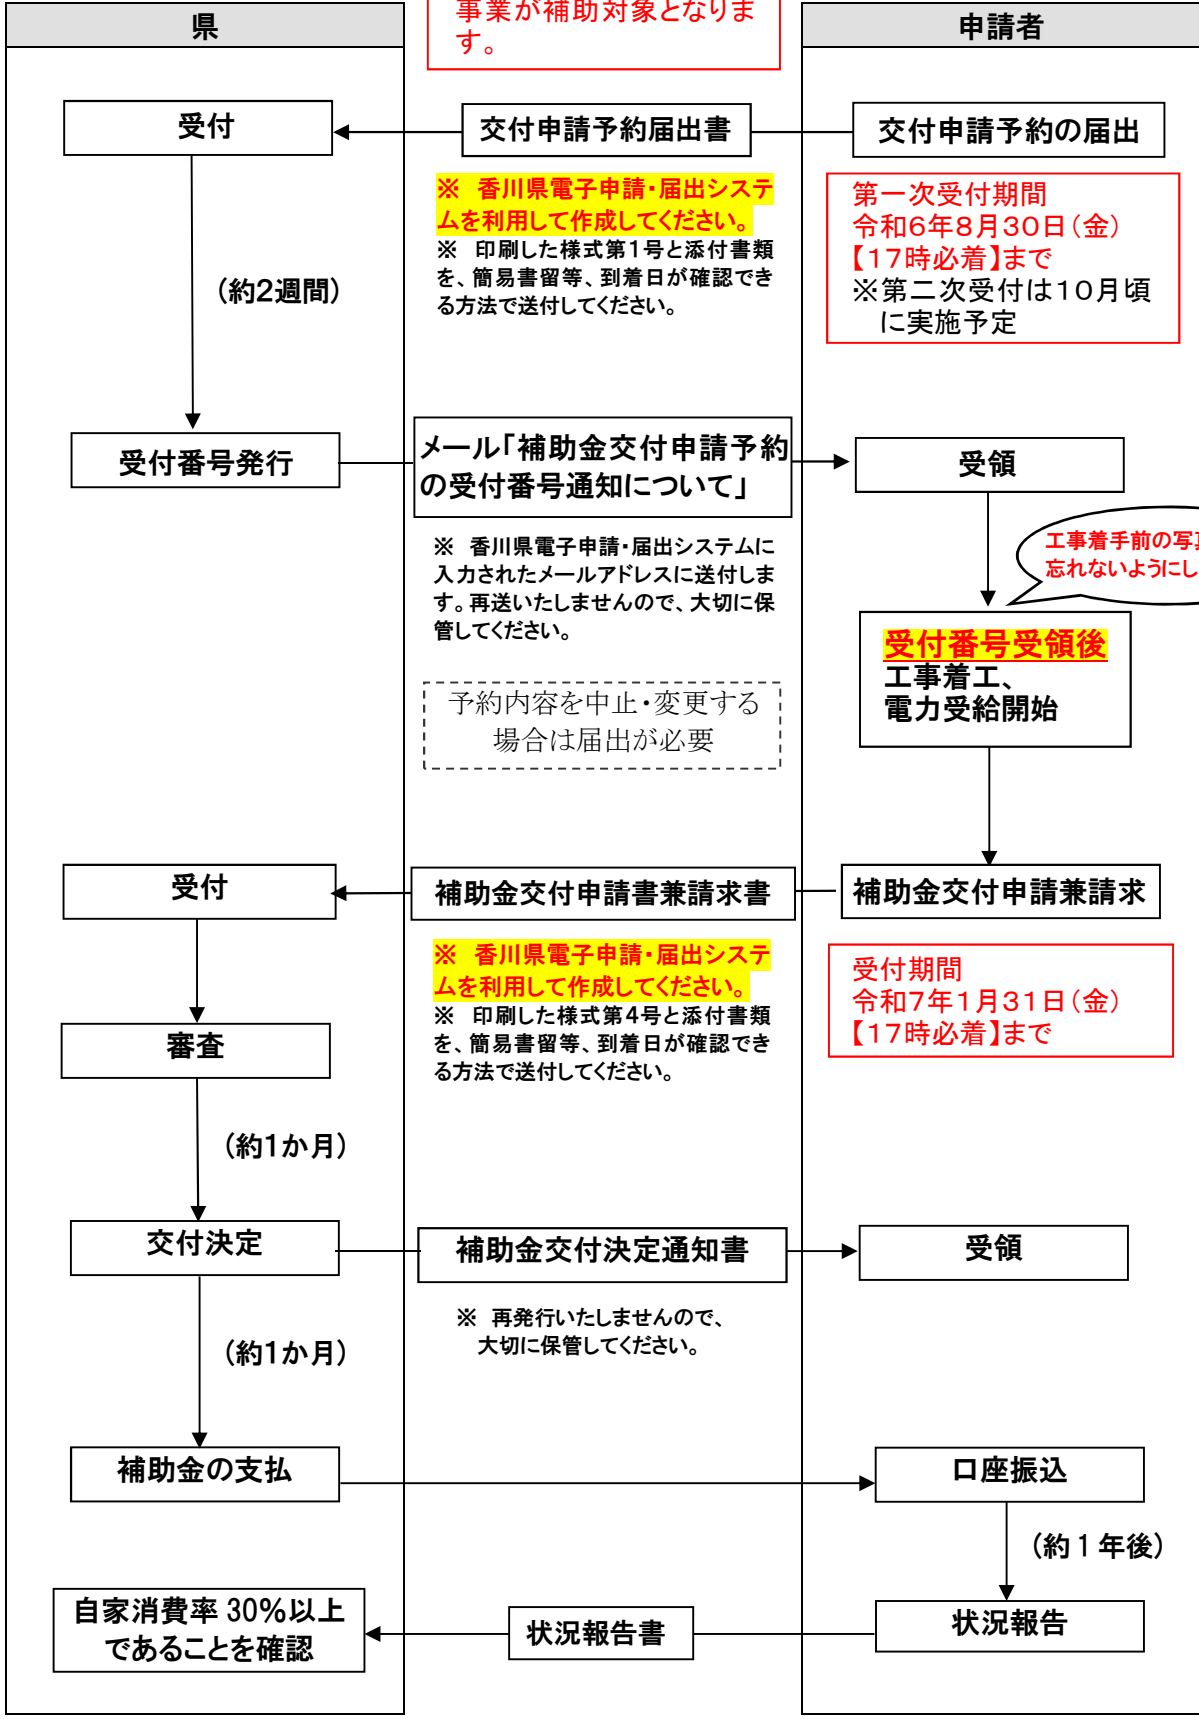 事業が補助対象となりま
す。
県
申請者
受付
交付申請予約届出書
交付申請予約の届出
※　香川県電子申請・届出システ
ムを利用して作成してください。
※　印刷した様式第1号と添付書類
を、簡易書留等、到着日が確認でき
る方法で送付してください。
第一次受付期間
令和6年8月30日（金）
【17時必着】まで
※第二次受付は10月頃
に実施予定
（約2週間）
受付番号発行
メール「補助金交付申請予約
の受付番号通知について」
受領
※　香川県電子申請・届出システムに
入力されたメールアドレスに送付しま
す。再送いたしませんので、大切に保
管してください。
工事着手前の写
忘れないようにし
受付番号受領後
工事着工、
電力受給開始
予約内容を中止・変更する
場合は届出が必要
受付
補助金交付申請書兼請求書
補助金交付申請兼請求
※　香川県電子申請・届出システ
ムを利用して作成してください。
※　印刷した様式第4号と添付書類
を、簡易書留等、到着日が確認でき
る方法で送付してください。
受付期間
令和7年1月31日（金）
【17時必着】まで
審査
（約1か月）
交付決定
補助金交付決定通知書
受領
※　再発行いたしませんので、
大切に保管してください。
（約1か月）
補助金の支払
口座振込
（約１年後）
自家消費率 30％以上
であることを確認
状況報告書
状況報告